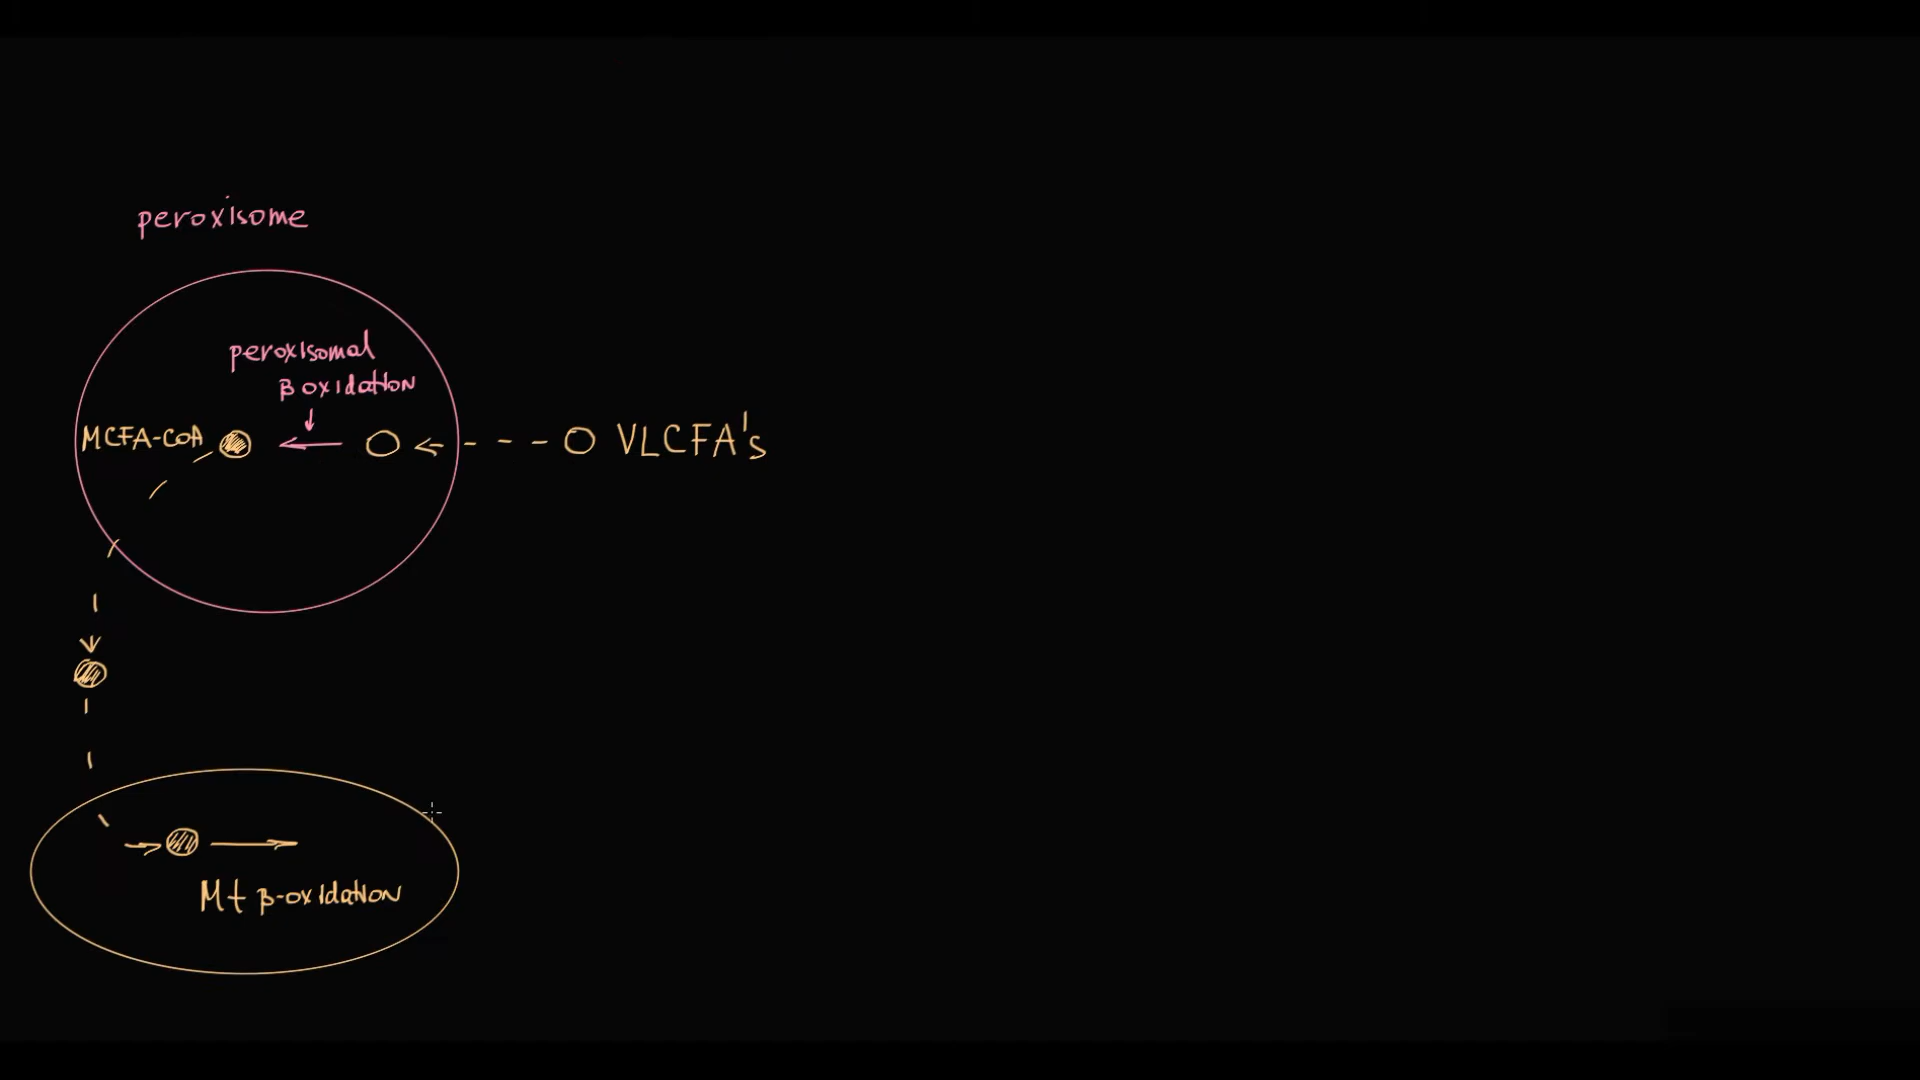 peroxisome
peroxisomal
β oxidation
MCFA-COA
VLCFA's
Mt β-oxidation